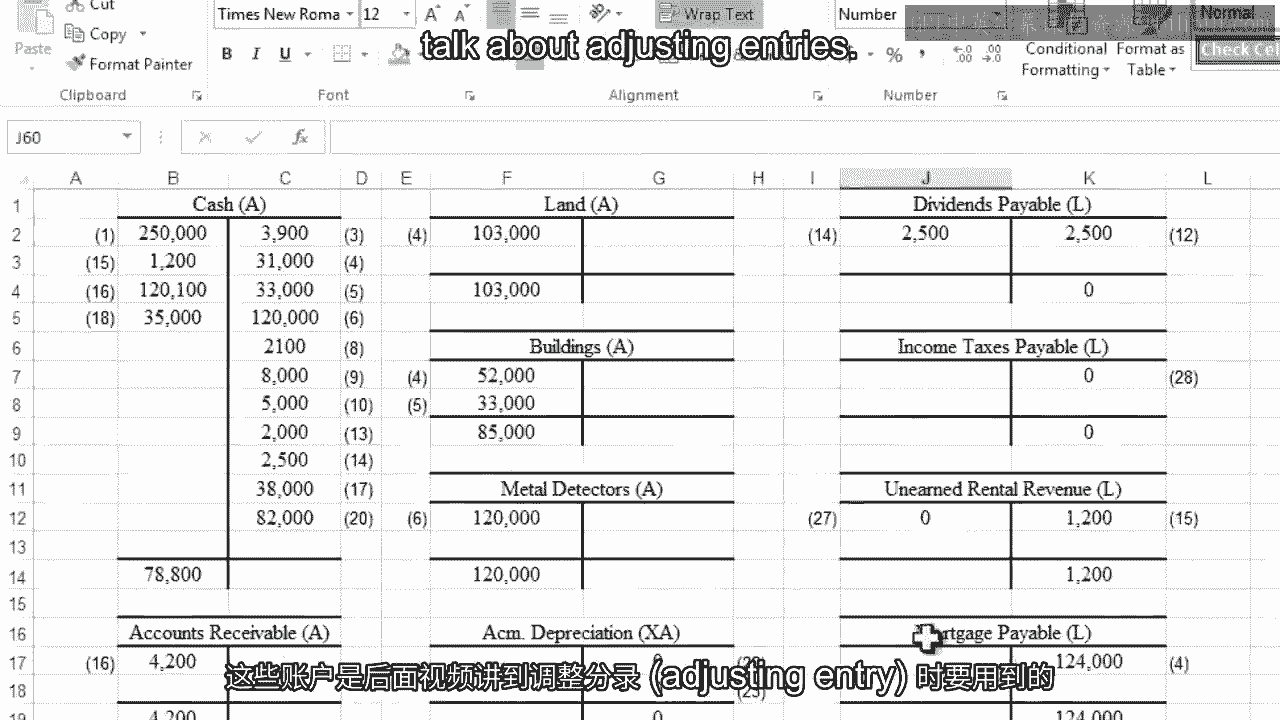 Cut
Times New Roma 12 A A Wrap Text Number Normal
Paste Copy B I U % , .00 .0 Conditional Format as Check Cel
talk about adjusting entries.
Format Painter Formatting Table
Clipboard Font Alignment Number
J60 fx
A B C D E F G H I J K L
1 Cash (A) Land (A) Dividends Payable (L)
2 (1) 250,000 3,900 (3) (4) 103,000 (14) 2,500 2,500 (12)
3 (15) 1,200 31,000 (4)
4 (16) 120,100 33,000 (5) 103,000 0
5 (18) 35,000 120,000 (6)
6 2100 (8) Buildings (A) Income Taxes Payable (L)
7 8,000 (9) (4) 52,000 0 (28)
8 5,000 (10) (5) 33,000
9 2,000 (13) 85,000 0
10 2,500 (14)
11 38,000 (17) Metal Detectors (A) Unearned Rental Revenue (L)
12 82,000 (20) (6) 120,000 (27) 0 1,200 (15)
13
14 78,800 120,000 1,200
15
16 Accounts Receivable (A) Acm. Depreciation (XA) Payable (L)
17 (16) 4,200 124,000 (4)
这些账户是后面视频讲到调整分录 (adjusting entry) 时要用到的
18
19 4,200 0 124,000